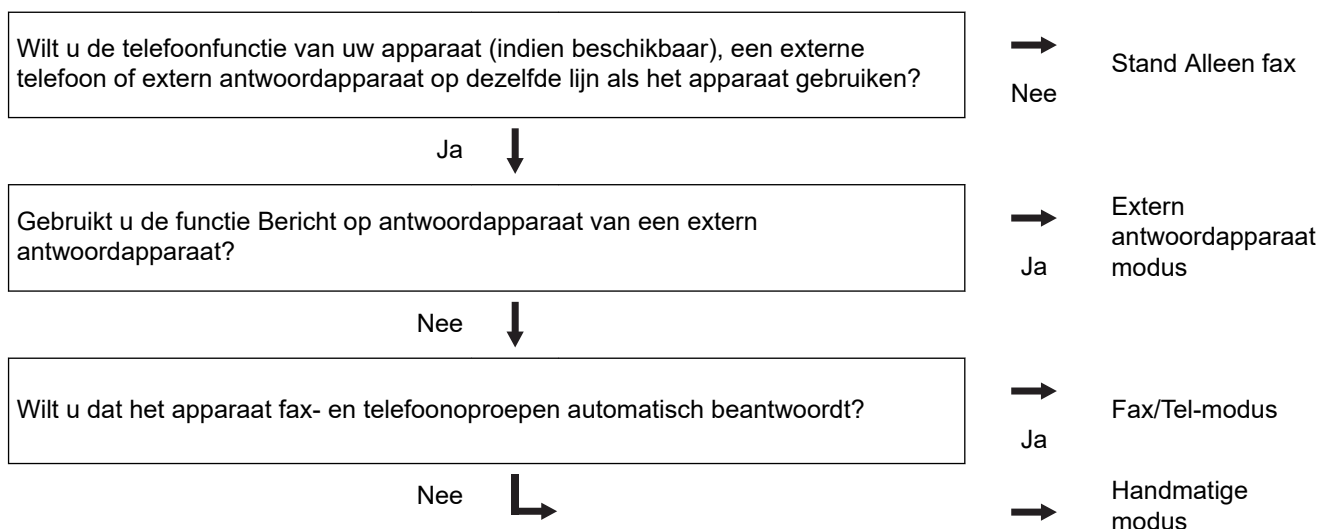 Wilt u de telefoonfunctie van uw apparaat (indien beschikbaar), een externe
telefoon of extern antwoordapparaat op dezelfde lijn als het apparaat gebruiken?
Nee
Stand Alleen fax
Ja
Gebruikt u de functie Bericht op antwoordapparaat van een extern
antwoordapparaat?
Ja
Extern
antwoordapparaat
modus
Nee
Wilt u dat het apparaat fax- en telefoonoproepen automatisch beantwoordt?
Ja
Fax/Tel-modus
Nee
Handmatige
modus